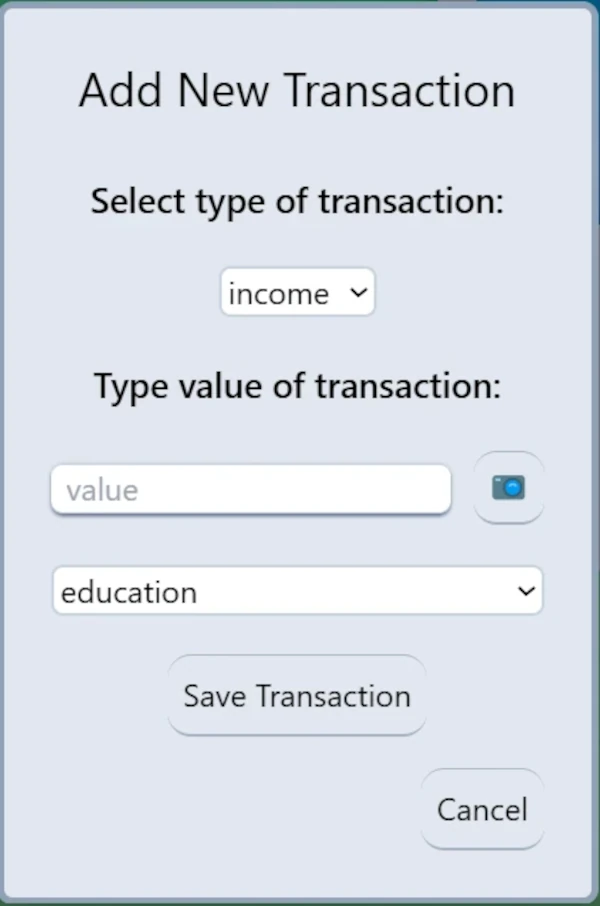 Add New Transaction
Select type of transaction:
income
Type value of transaction:
value
education
Save Transaction
Cancel